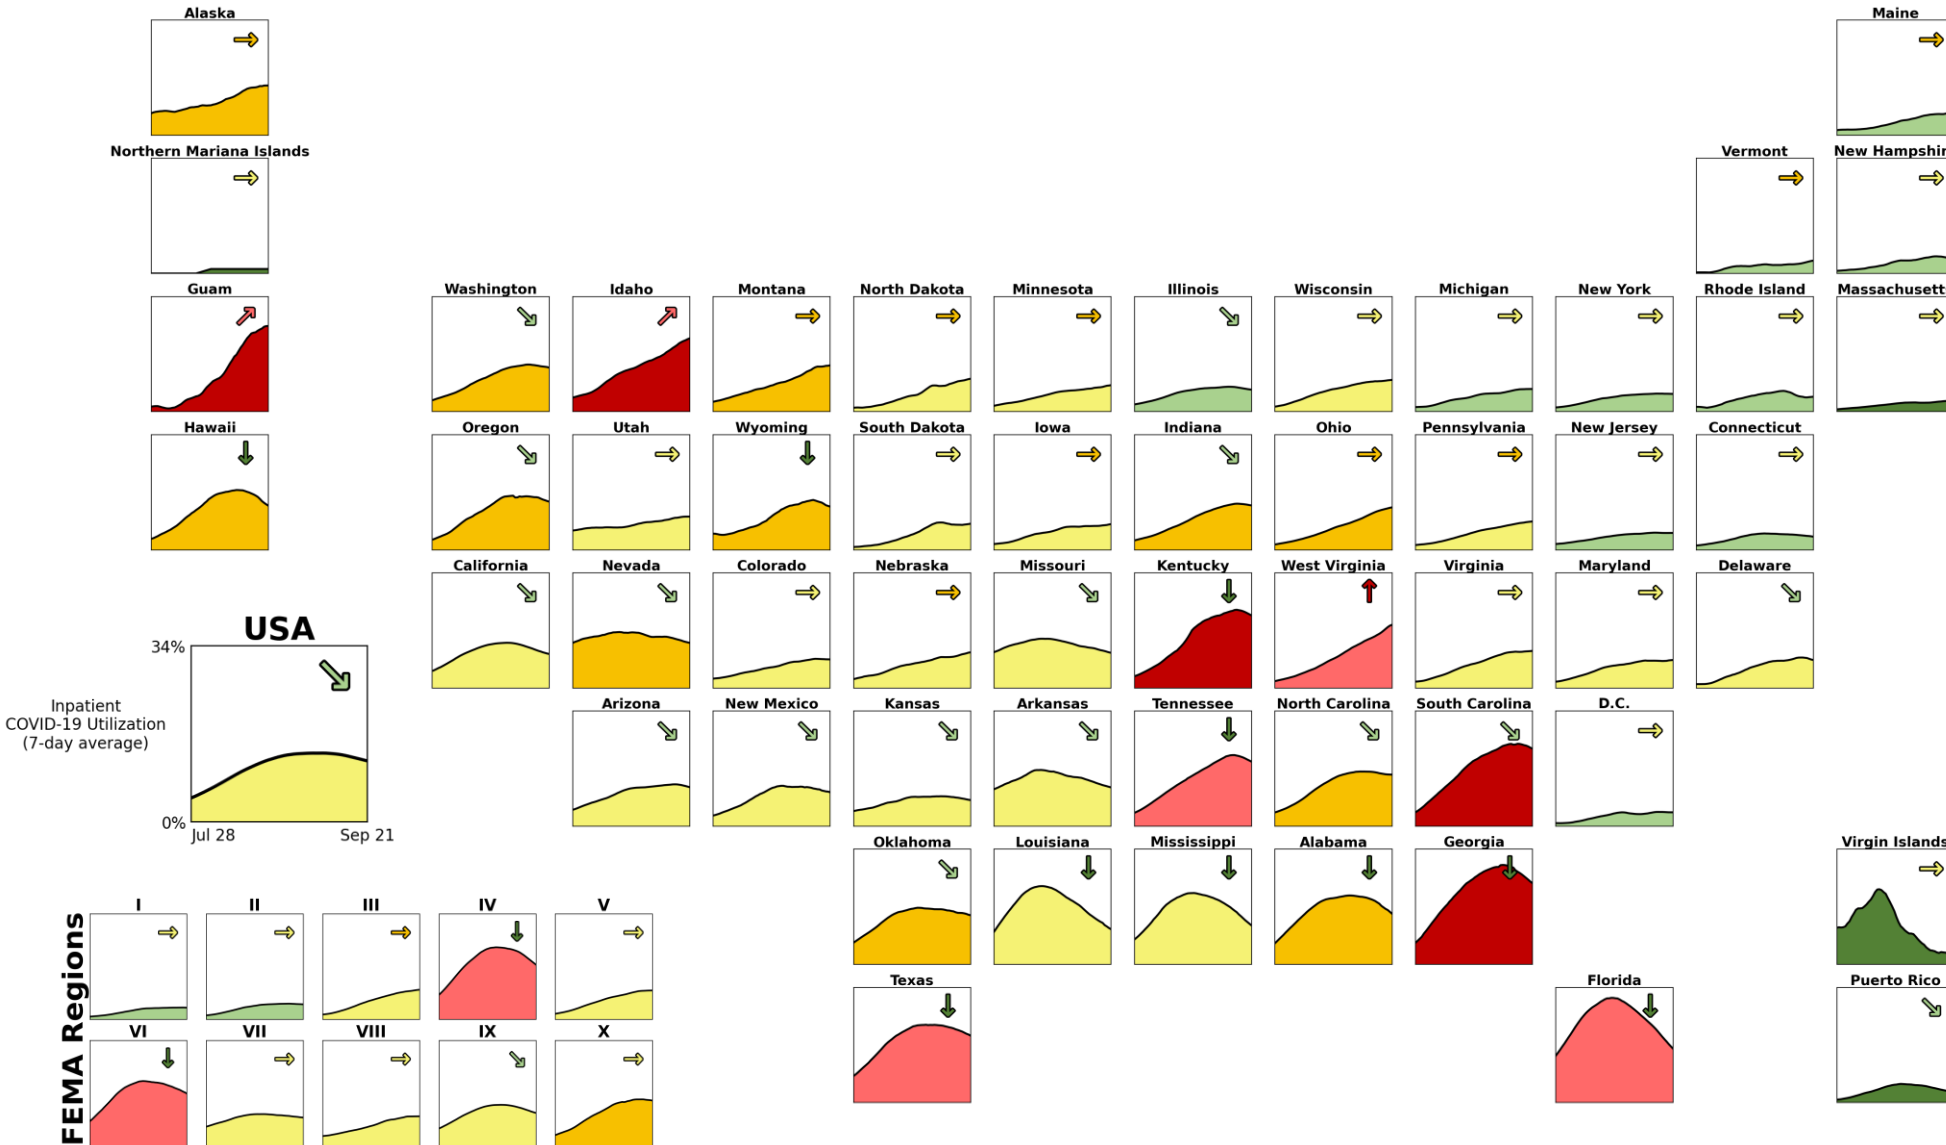 Alaska
Maine
Northern Mariana Islands
Vermont
New Hampshir
Guam
Washington
Idaho
Montana
North Dakota
Minnesota
Illinois
Wisconsin
Michigan
New York
Rhode Island
Massachusett
Hawaii
Oregon
Utah
Wyoming
South Dakota
Iowa
Indiana
Ohio
Pennsylvania
New Jersey
Connecticut
California
Nevada
Colorado
Nebraska
Missouri
Kentucky
West Virginia
Virginia
Maryland
Delaware
USA
34%
Inpatient
COVID-19 Utilization
(7-day average)
0%
Jul 28
Sep 21
Arizona
New Mexico
Kansas
Arkansas
Tennessee
North Carolina
South Carolina
D.C.
Oklahoma
Louisiana
Mississippi
Alabama
Georgia
Virgin Islands
Texas
Florida
Puerto Rico
FEMA Regions
I
II
III
IV
V
VI
VII
VIII
IX
X